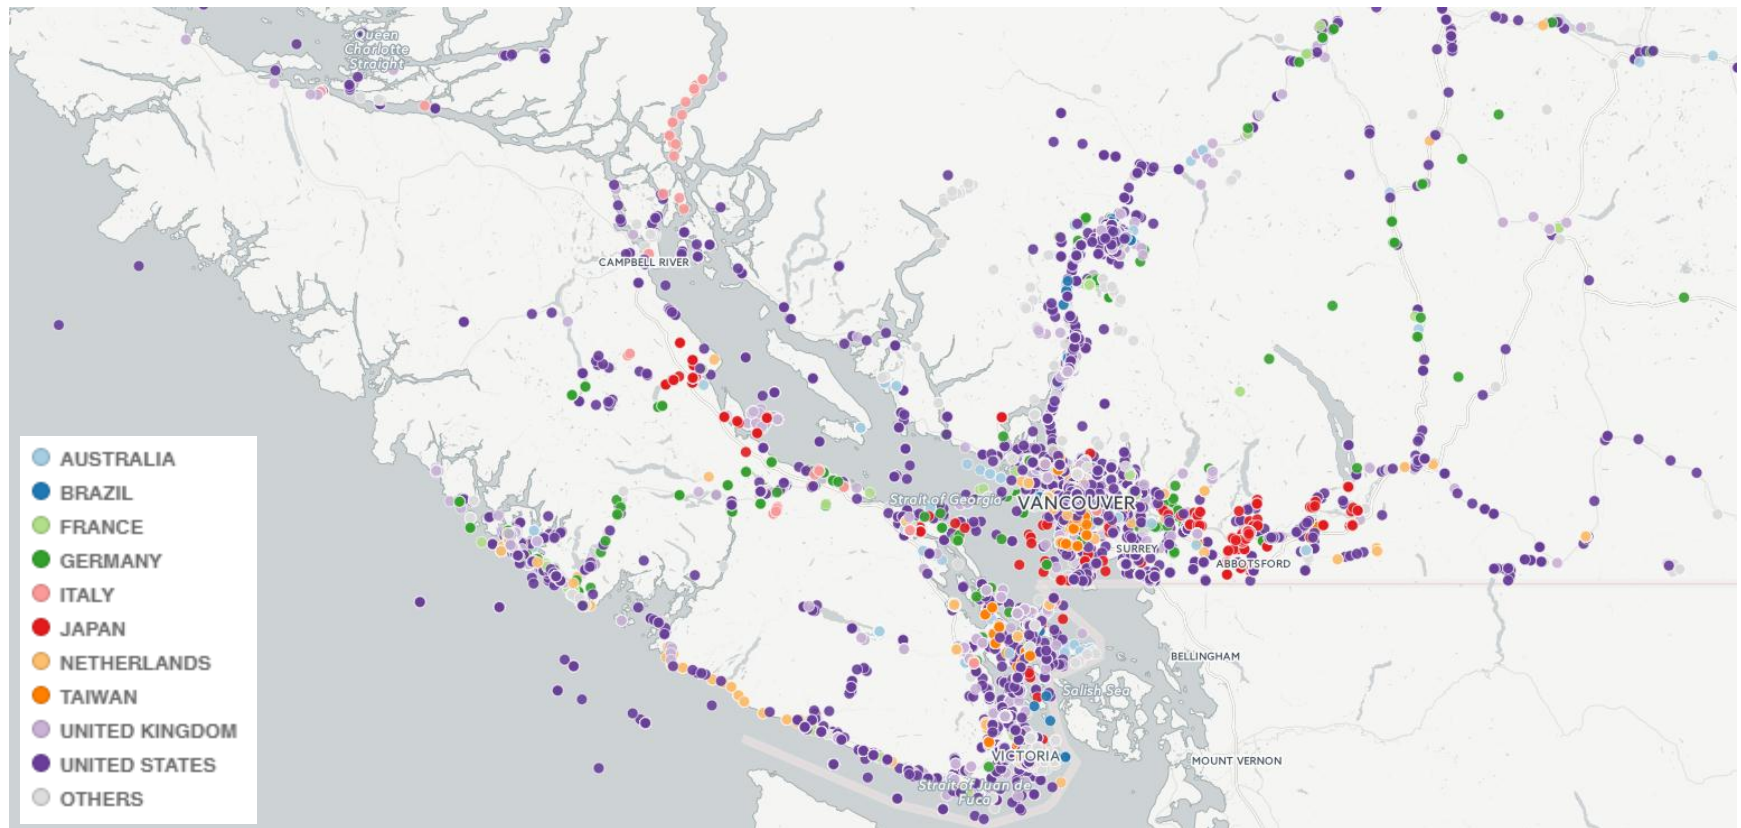 Queen
Charlotte
Straight
CAMPBELL RIVER
AUSTRALIA
BRAZIL
FRANCE
GERMANY
ITALY
JAPAN
NETHERLANDS
TAIWAN
UNITED KINGDOM
UNITED STATES
OTHERS
Strait of Georgia
VANCOUVER
SURREY
ABBOTSFORD
BELLINGHAM
Salish Sea
VICTORIA
MOUNT VERNON
Strait of Juan de
Fuca